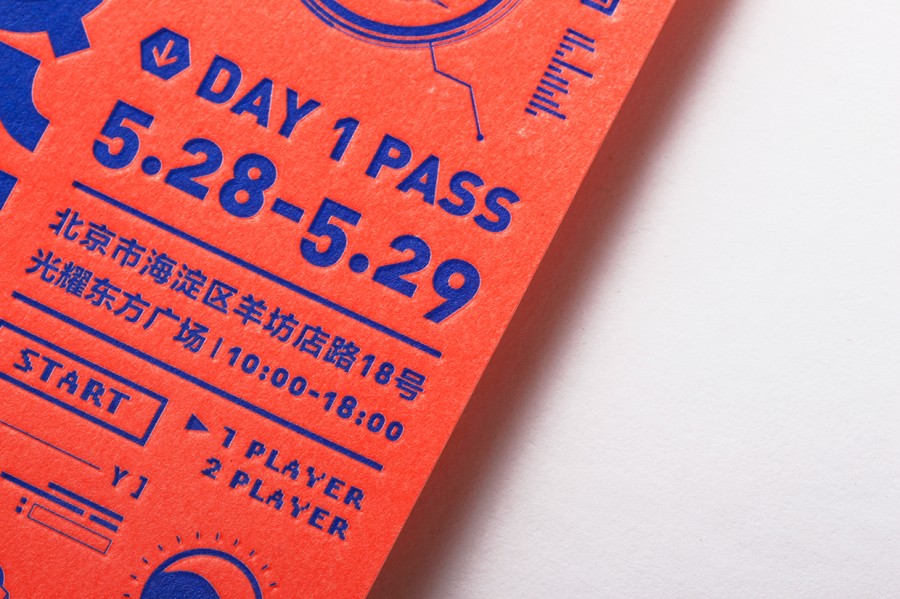 DAY 1 PASS
5.28-5.29
北京市海淀区羊坊店路18号
光耀东方广场 | 10:00-18:00
START
▶ 1 PLAYER
2 PLAYER
Y]